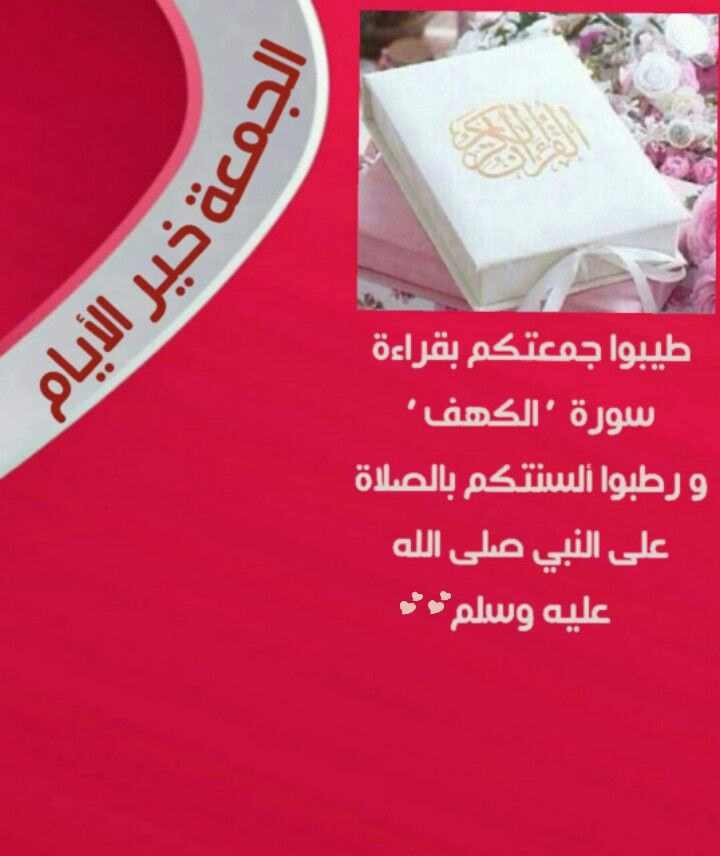 الجمعة خير الأيام
القرآن الكريم
طيبوا جمعتكم بقراءة
سورة ’الكهف’
و رطبوا ألسنتكم بالصلاة
على النبي صلى الله
عليه وسلم💕💕